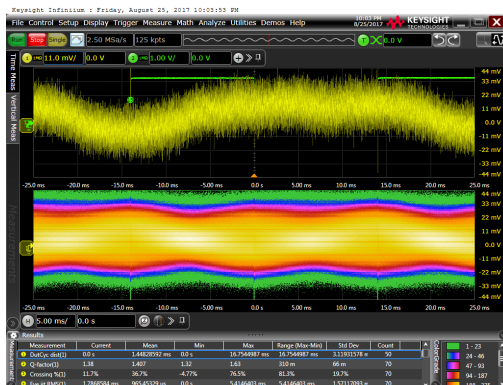 Keysight Infiniium : Friday, August 25, 2017 10:03:53 PM
File Control Setup Display Trigger Measure Math Analyze Utilities Demos Help
10:03 PM
8/25/2017
KEYSIGHT
TECHNOLOGIES
Run Stop Single 2.50 MSa/s 125 kpts T 0.0 V
1 11.0 mV/ 0.0 V 2 1.00 V/ 0.0 V
Time Meas
Vertical Meas
44 mV
33 mV
22 mV
11 mV
0.0 V
-11 mV
-22 mV
-33 mV
-44 mV
-25.0 ms -20.0 ms -15.0 ms -10.0 ms -5.00 ms 0.0 s 5.00 ms 10.0 ms 15.0 ms 20.0 ms 25.0 ms
44 mV
33 mV
22 mV
11 mV
0.0 V
-11 mV
-22 mV
-33 mV
-44 mV
-25.0 ms -20.0 ms -15.0 ms -10.0 ms -5.00 ms 0.0 s 5.00 ms 10.0 ms 15.0 ms 20.0 ms 25.0 ms
H 5.00 ms/ 0.0 s
Results
Measurement Current Mean Min Max Range (Max-Min) Std Dev Count
DutCyc dist(1) 0.0 s 1.44828592 ms 0.0 s 16.7544987 ms 16.7544987 ms 50
Q-factor(1) 1.38 1.407 1.32 1.63 310 m 66 m 70
Crossing %(1) 11.7% 36.7% -4.77% 76.5% 81.3% 19.7% 70
Color Grade
1 - 23
24 - 46
47 - 93
94 - 187